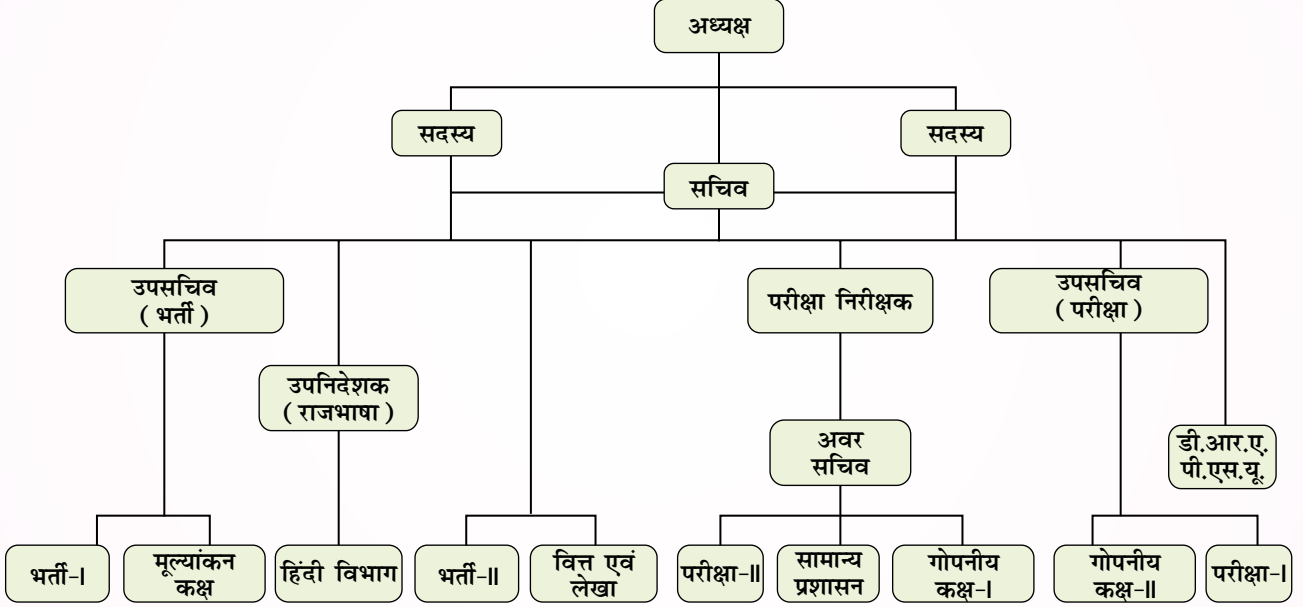 अध्यक्ष
सदस्य
सदस्य
सचिव
उपसचिव
( भर्ती )
परीक्षा निरीक्षक
उपसचिव
( परीक्षा )
उपनिदेशक
( राजभाषा )
अवर
सचिव
डी.आर.ए.
पी.एस.यू.
भर्ती-I
मूल्यांकन
कक्ष
हिंदी विभाग
भर्ती-II
वित्त एवं
लेखा
परीक्षा-II
सामान्य
प्रशासन
गोपनीय
कक्ष-I
गोपनीय
कक्ष-II
परीक्षा-I